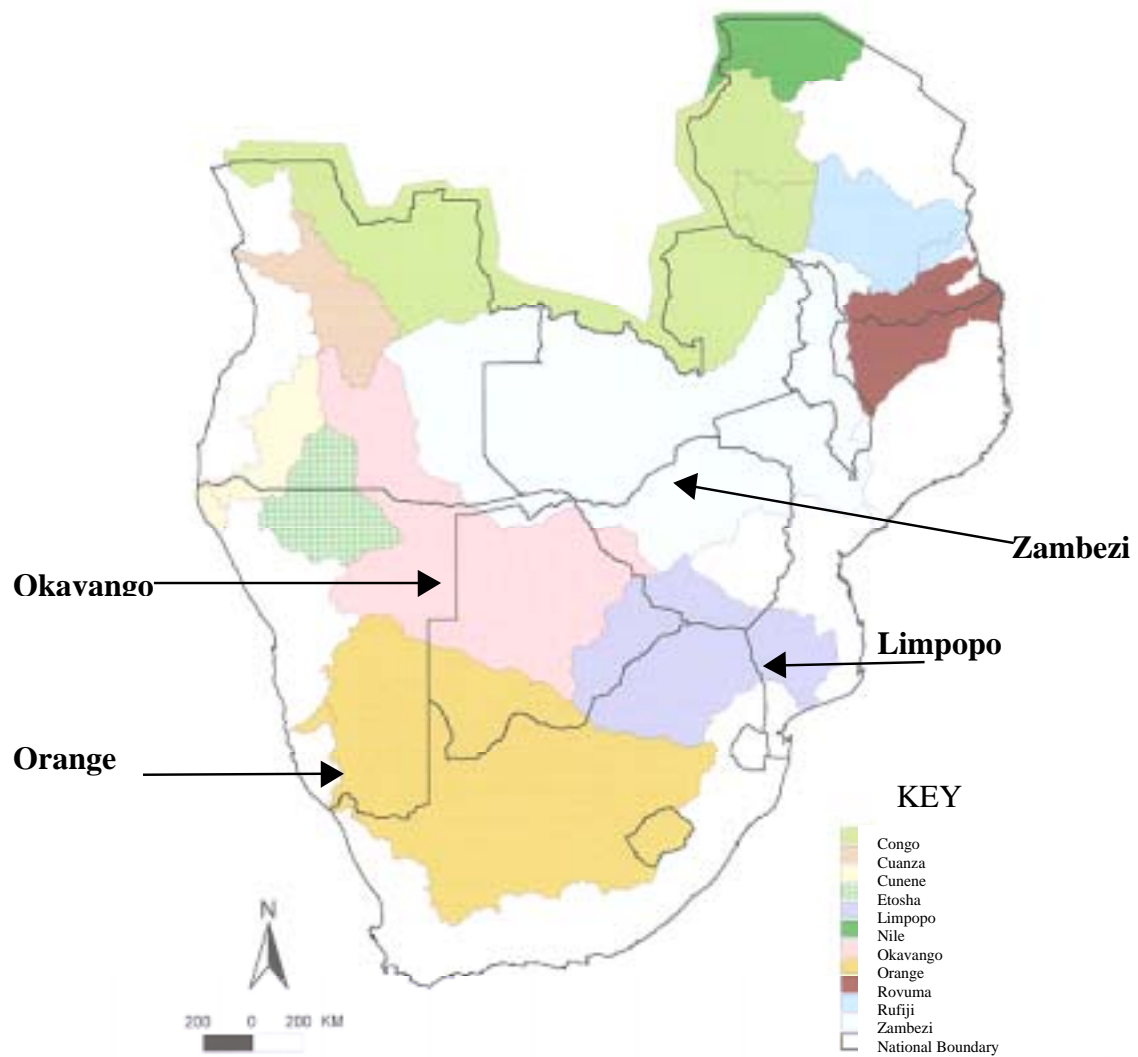 Zambezi
Okavango
Limpopo
Orange
KEY
Congo
Cuanza
Cunene
Etosha
Limpopo
Nile
Okavango
Orange
Rovuma
Rufiji
Zambezi
National Boundary
N
200 0 200 KM